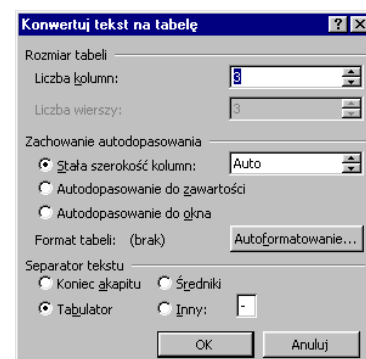 Konwertuj tekst na tabelę
Rozmiar tabeli
Liczba kolumn: 3
Liczba wierszy: 3
Zachowanie autodopasowania
Stała szerokość kolumn: Auto
Autodopasowanie do zawartości
Autodopasowanie do okna
Format tabeli: (brak) Autoformatowanie...
Separator tekstu
Koniec akapitu Średniki
Tabulator Inny: -
OK Anuluj